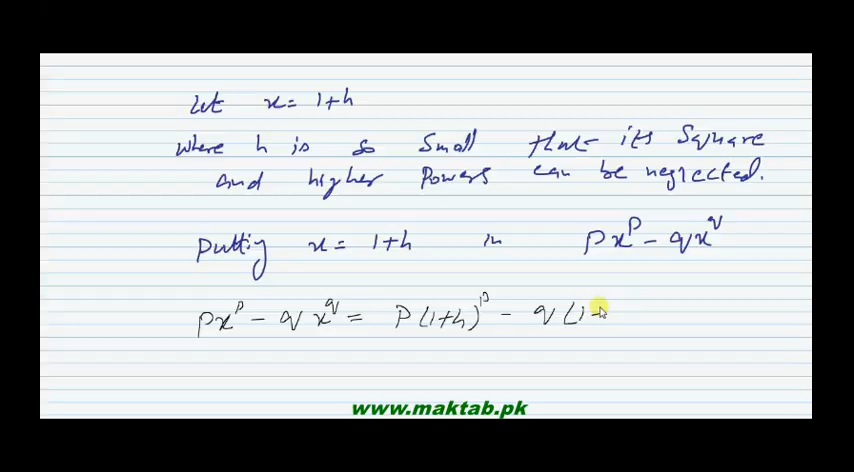 Let x = 1+h
where h is so small that its square
and higher Powers can be neglected.
Putting x = 1+h in Px^P - qx^q
Px^P - q x^q = P(1+h)^P - q(1-
www.maktab.pk